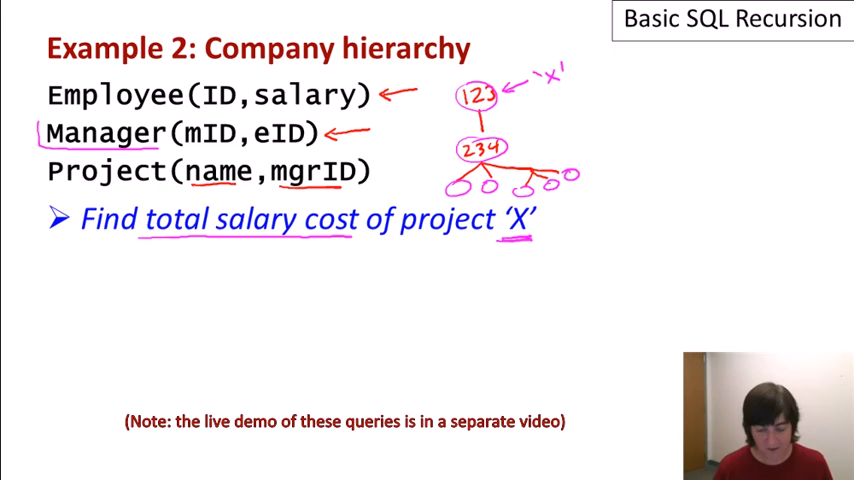 Basic SQL Recursion
Example 2: Company hierarchy
Employee(ID,salary)
Manager(mID,eID)
Project(name,mgrID)
123
'X'
234
➢ Find total salary cost of project ‘X’
(Note: the live demo of these queries is in a separate video)